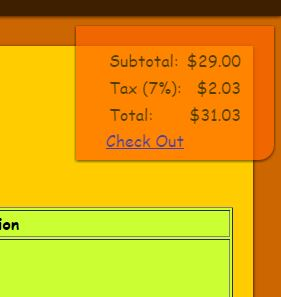 Subtotal: $29.00
Tax (7%): $2.03
Total: $31.03
Check Out
ion